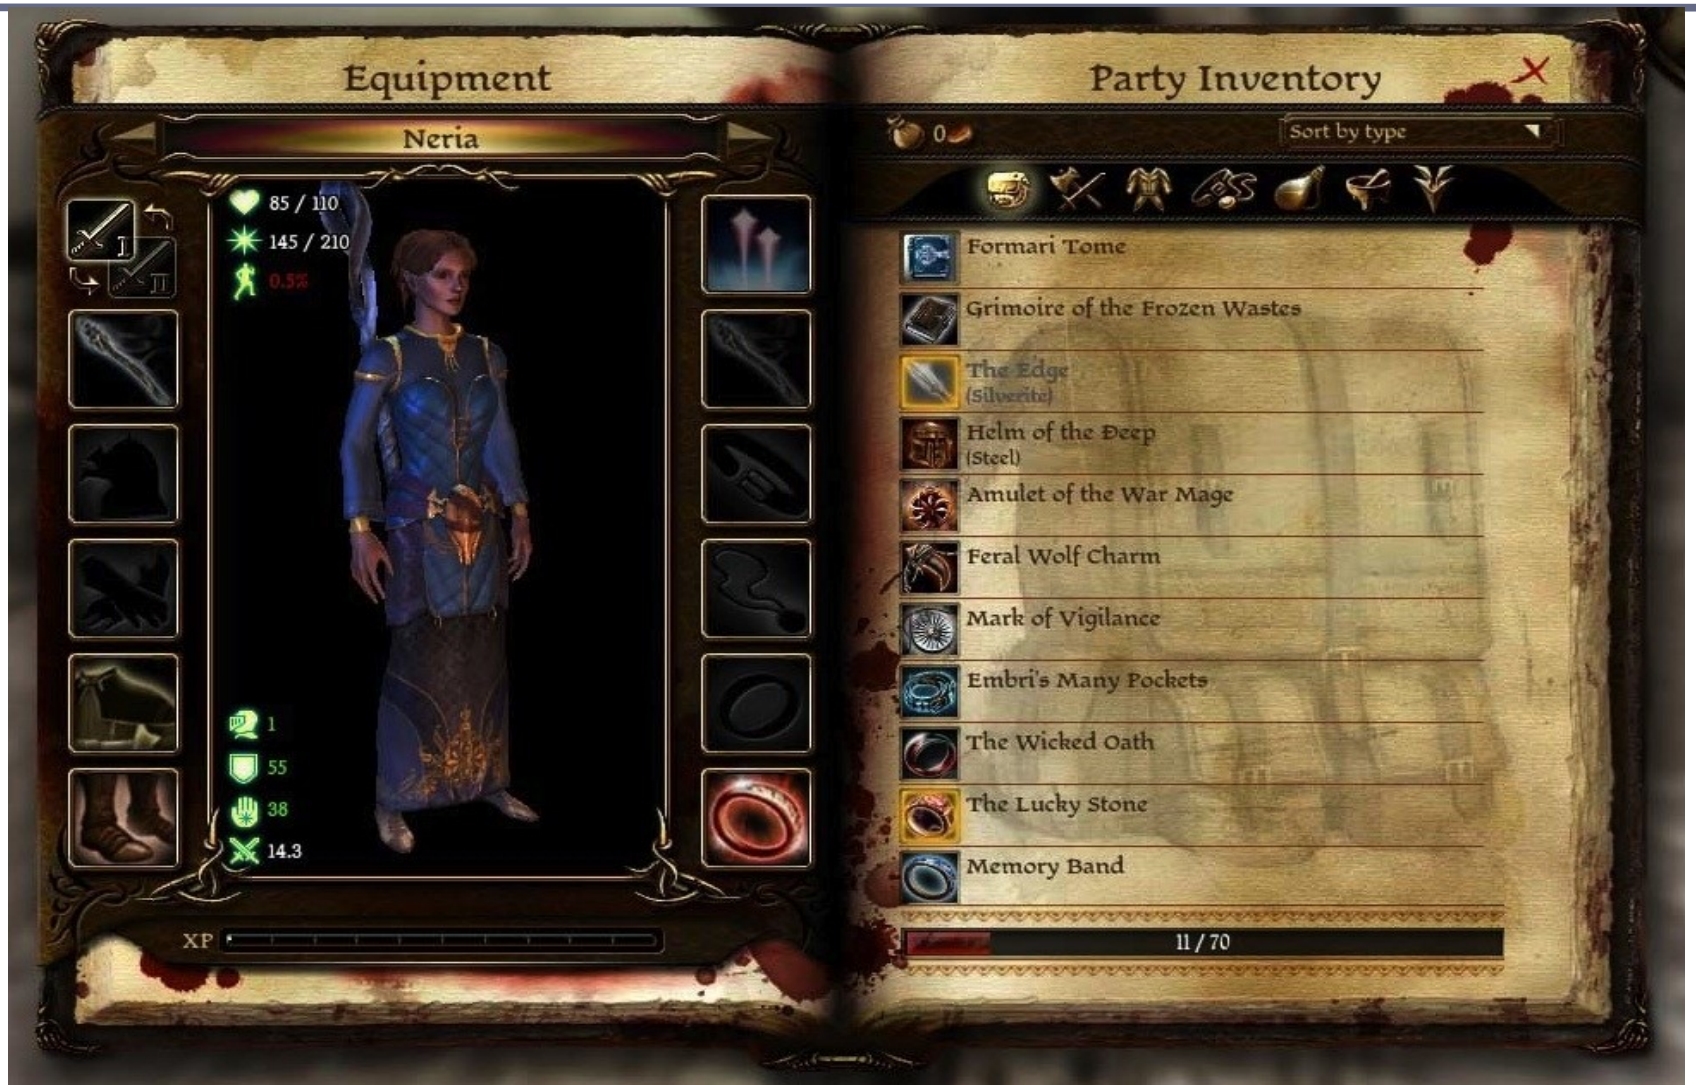 Equipment
Neria
85 / 110
145 / 210
0.5%
I
II
1
55
38
14.3
XP
Party Inventory
X
0
Sort by type
Formari Tome
Grimoire of the Frozen Wastes
The Edge
(Silverite)
Helm of the Deep
(Steel)
Amulet of the War Mage
Feral Wolf Charm
Mark of Vigilance
Embri's Many Pockets
The Wicked Oath
The Lucky Stone
Memory Band
11 / 70